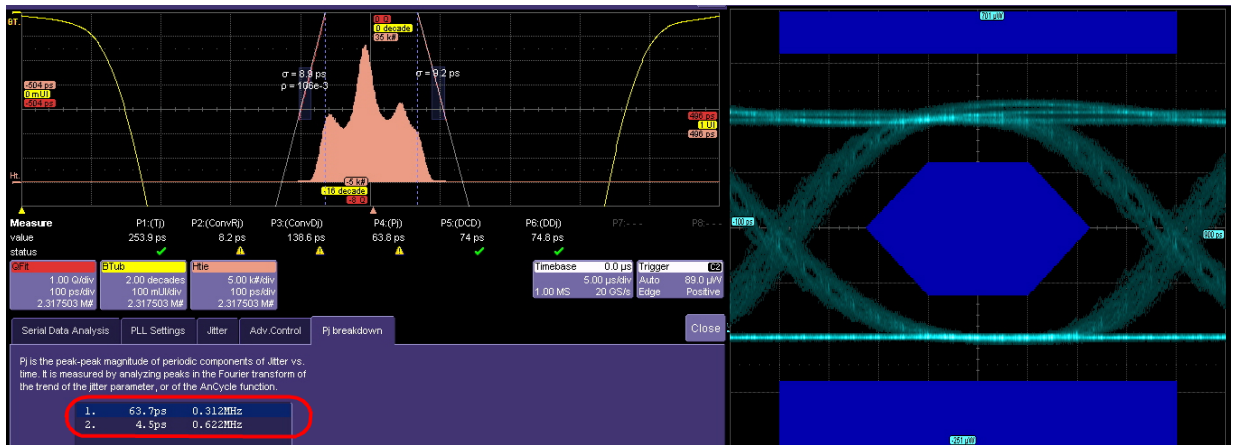 BT.
0 Q
0 decade
35 k#
σ = 8.9 ps
ρ = 106e-3
σ = 9.2 ps
-504 ps
0 mUI
-504 ps
496 ps
1 UI
496 ps
Ht.
-5 k#
-16 decade
-8 Q
Measure P1:(Tj) P2:(ConvRj) P3:(ConvDj) P4:(Pj) P5:(DCD) P6:(DDj) P7:--- P8:---
value 253.9 ps 8.2 ps 138.6 ps 63.8 ps 74 ps 74.8 ps
status
QFit BTub Htie
1.00 Q/div 2.00 decades 5.00 k#/div
100 ps/div 100 mUI/div 100 ps/div
2.317503 M# 2.317503 M# 2.317503 M#
Timebase 0.0 µs Trigger C2
5.00 µs/div Auto 89.0 µW
1.00 MS 20 GS/s Edge Positive
Serial Data Analysis PLL Settings Jitter Adv.Control Pj breakdown Close
Pj is the peak-peak magnitude of periodic components of Jitter vs.
time. It is measured by analyzing peaks in the Fourier transform of
the trend of the jitter parameter, or of the AnCycle function.
1. 63.7ps 0.312MHz
2. 4.5ps 0.622MHz
701 µW
-100 ps
900 ps
-251 µW